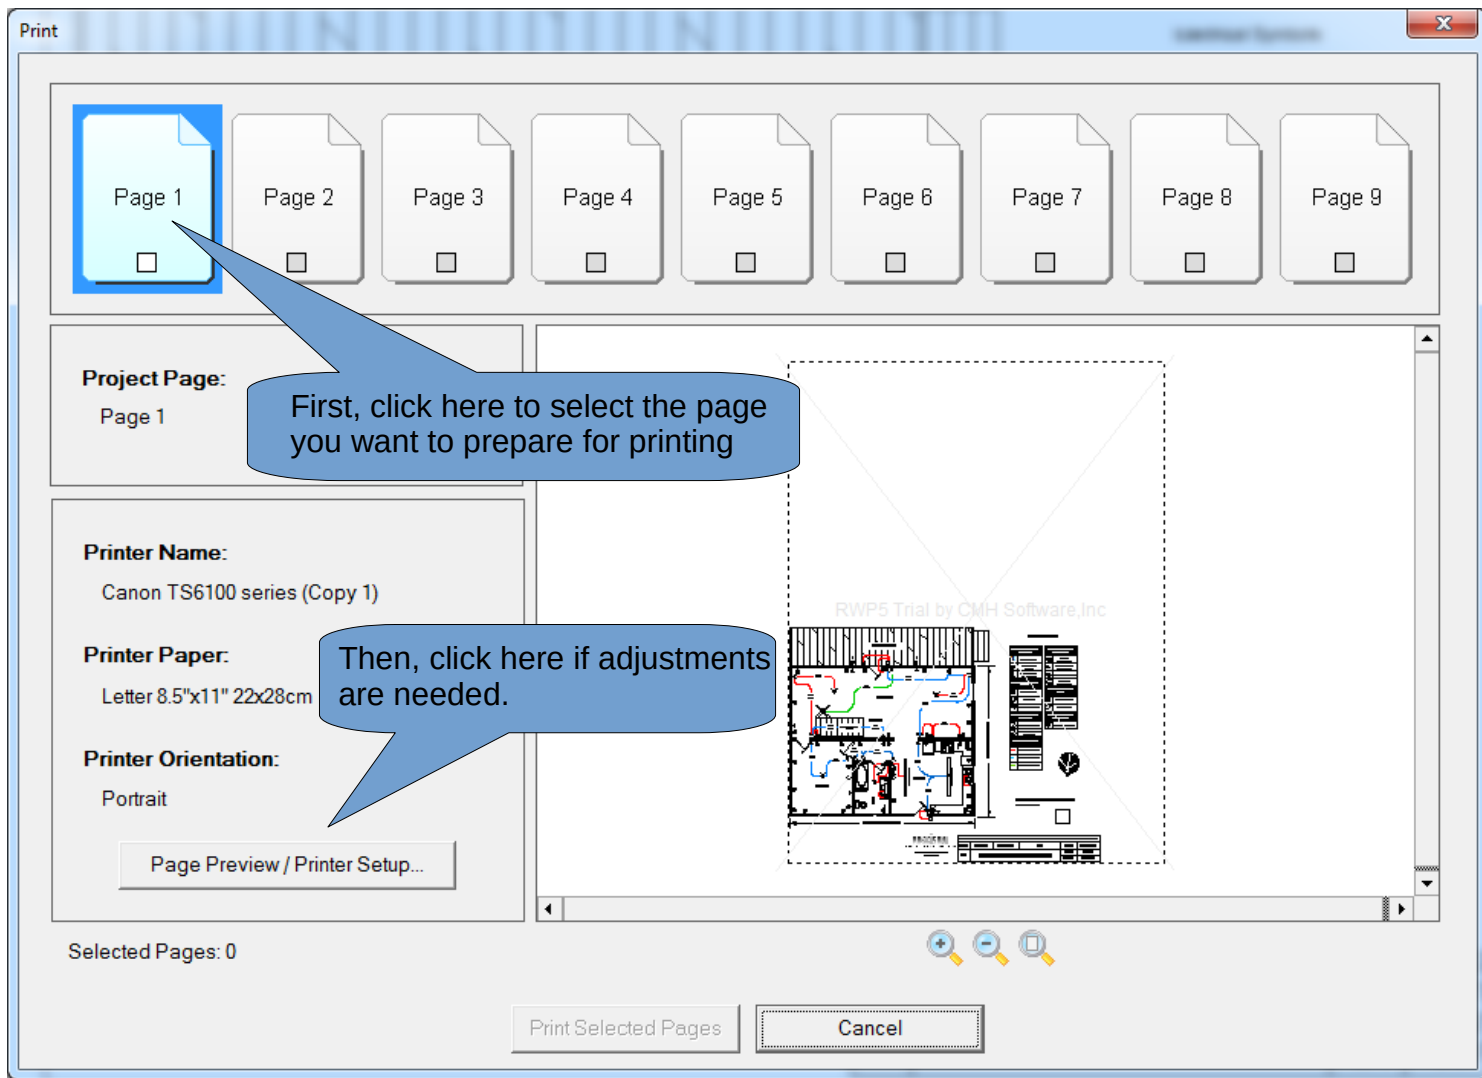 Print
Page 1
Page 2
Page 3
Page 4
Page 5
Page 6
Page 7
Page 8
Page 9
Project Page:
Page 1
First, click here to select the page
you want to prepare for printing
Printer Name:
Canon TS6100 series (Copy 1)
Printer Paper:
Letter 8.5"x11" 22x28cm
Then, click here if adjustments
are needed.
Printer Orientation:
Portrait
Page Preview / Printer Setup...
RWP5 Trial by CMH Software,Inc
Selected Pages: 0
Print Selected Pages
Cancel